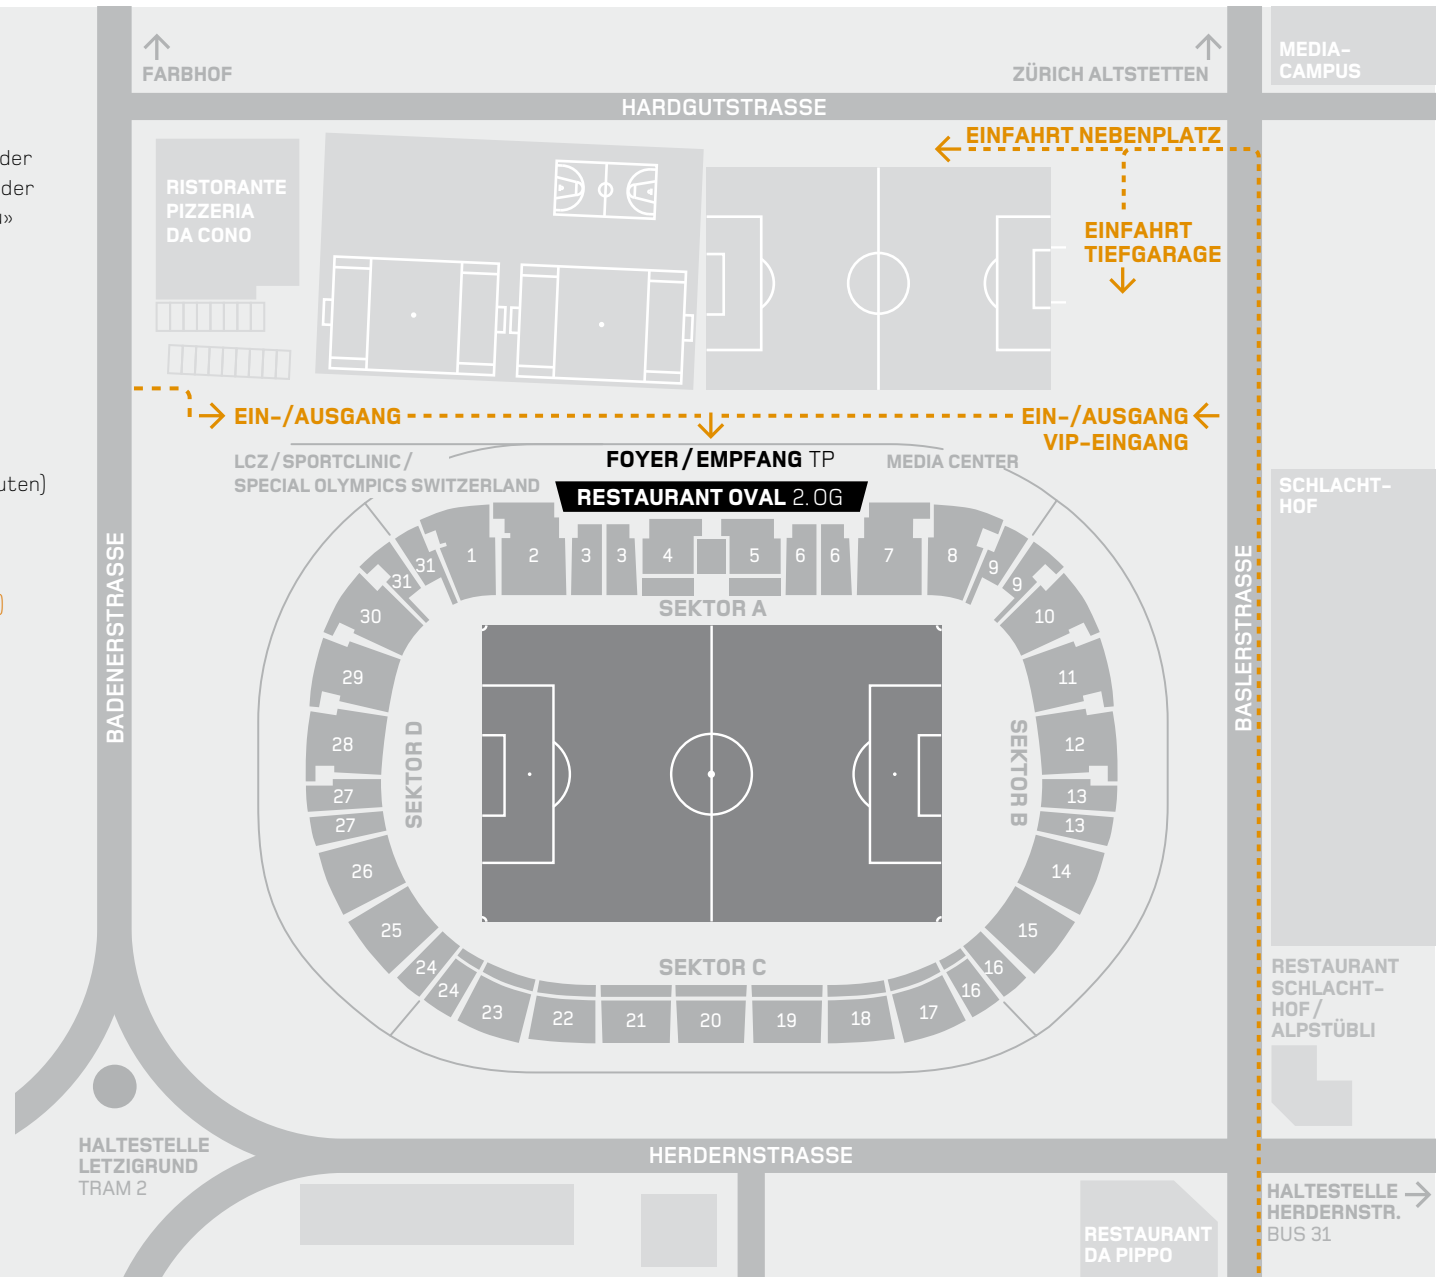 FARBHOF
ZÜRICH ALTSTETTEN
MEDIA-
CAMPUS
HARDGUTSTRASSE
EINFAHRT NEBENPLATZ
der
der
»
RISTORANTE
PIZZERIA
DA CONO
EINFAHRT
TIEFGARAGE
EIN-/AUSGANG
EIN-/AUSGANG
VIP-EINGANG
LCZ/SPORTCLINIC/
SPECIAL OLYMPICS SWITZERLAND
FOYER/EMPFANG TP
MEDIA CENTER
RESTAURANT OVAL 2. OG
uten)
)
SCHLACHT-
HOF
BADENERSTRASSE
BASLERSTRASSE
31
31
1
2
3
3
4
5
6
6
7
8
9
9
SEKTOR A
30
10
29
11
28
12
SEKTOR D
SEKTOR B
27
13
27
13
26
14
25
15
SEKTOR C
24
24
23
22
21
20
19
18
17
16
16
RESTAURANT
SCHLACHT-
HOF/
ALPSTÜBLI
HALTESTELLE
LETZIGRUND
TRAM 2
HERDERNSTRASSE
HALTESTELLE
HERDERNSTR.
BUS 31
RESTAURANT
DA PIPPO